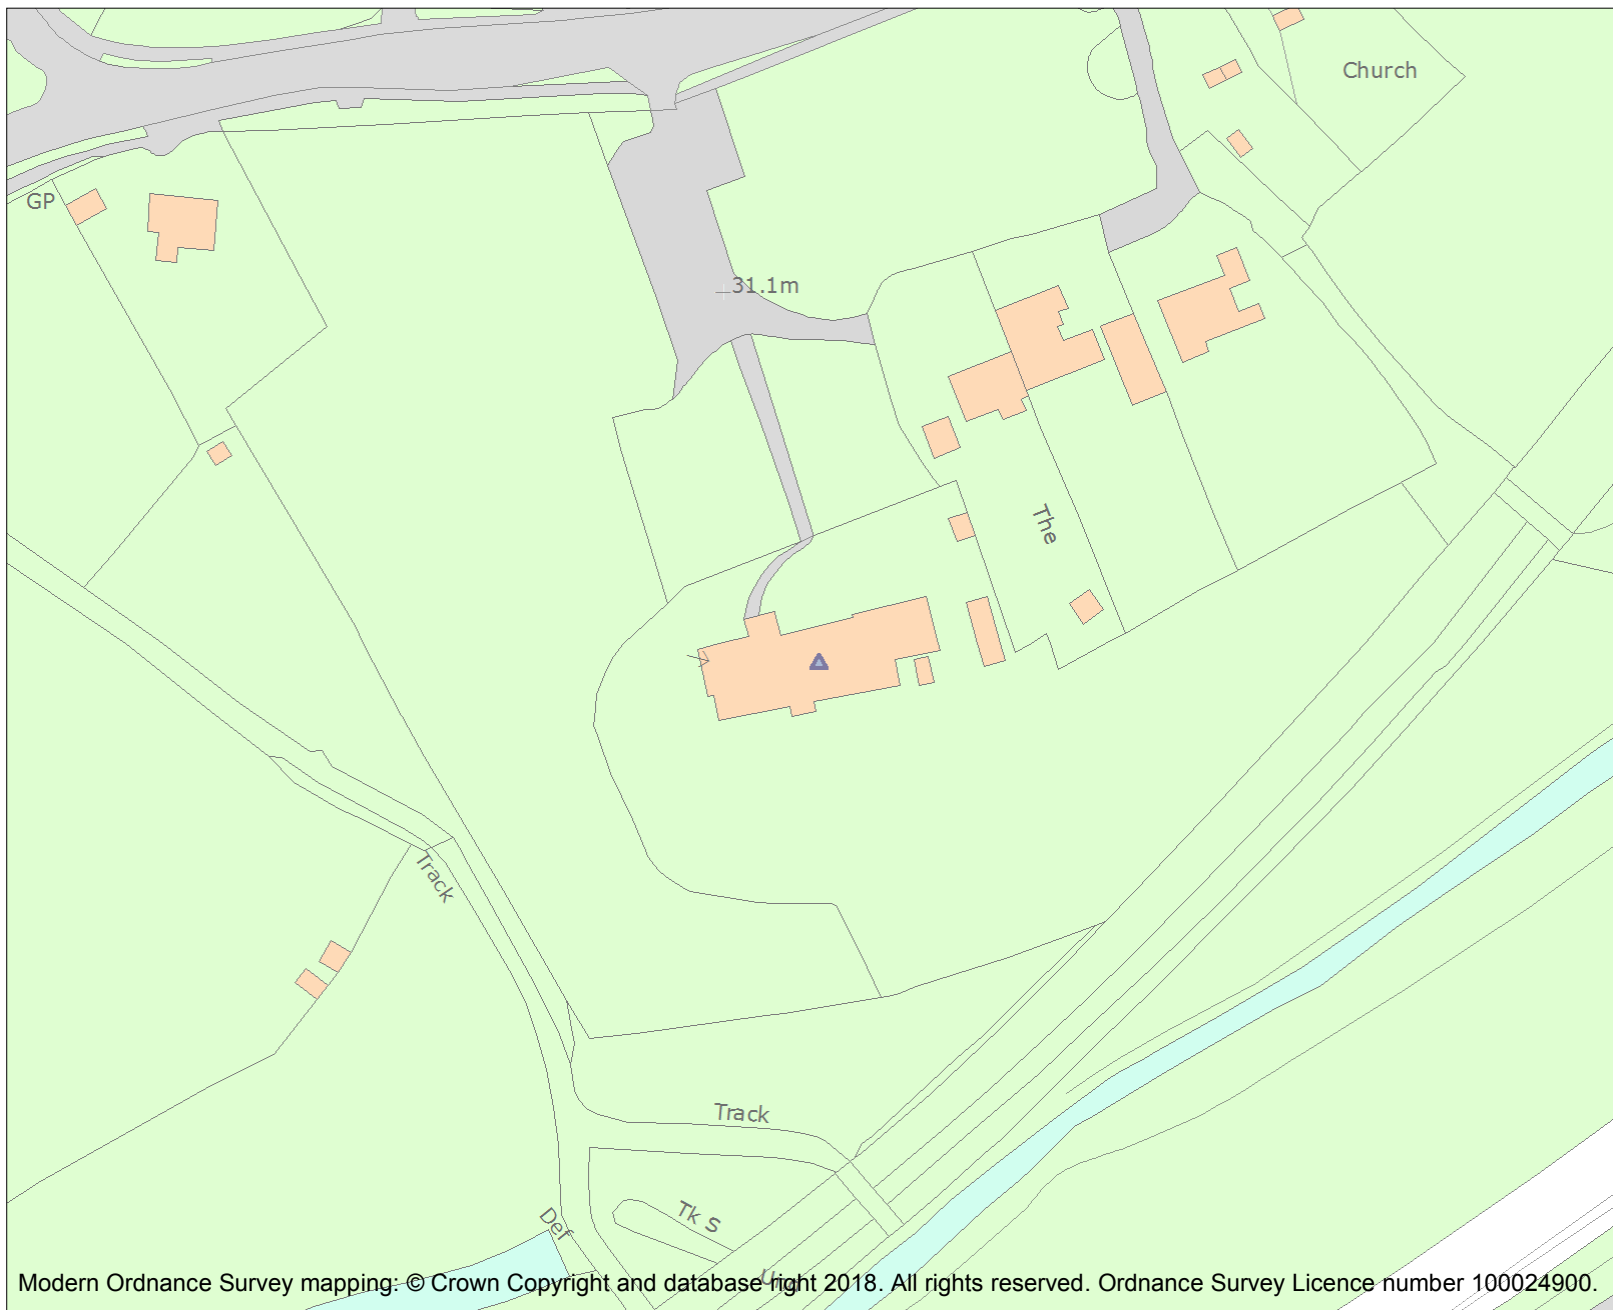 Church
GP
31.1m
The
Track
Track
Tk S
Def
Modern Ordnance Survey mapping: © Crown Copyright and database right 2018. All rights reserved. Ordnance Survey Licence number 100024900.